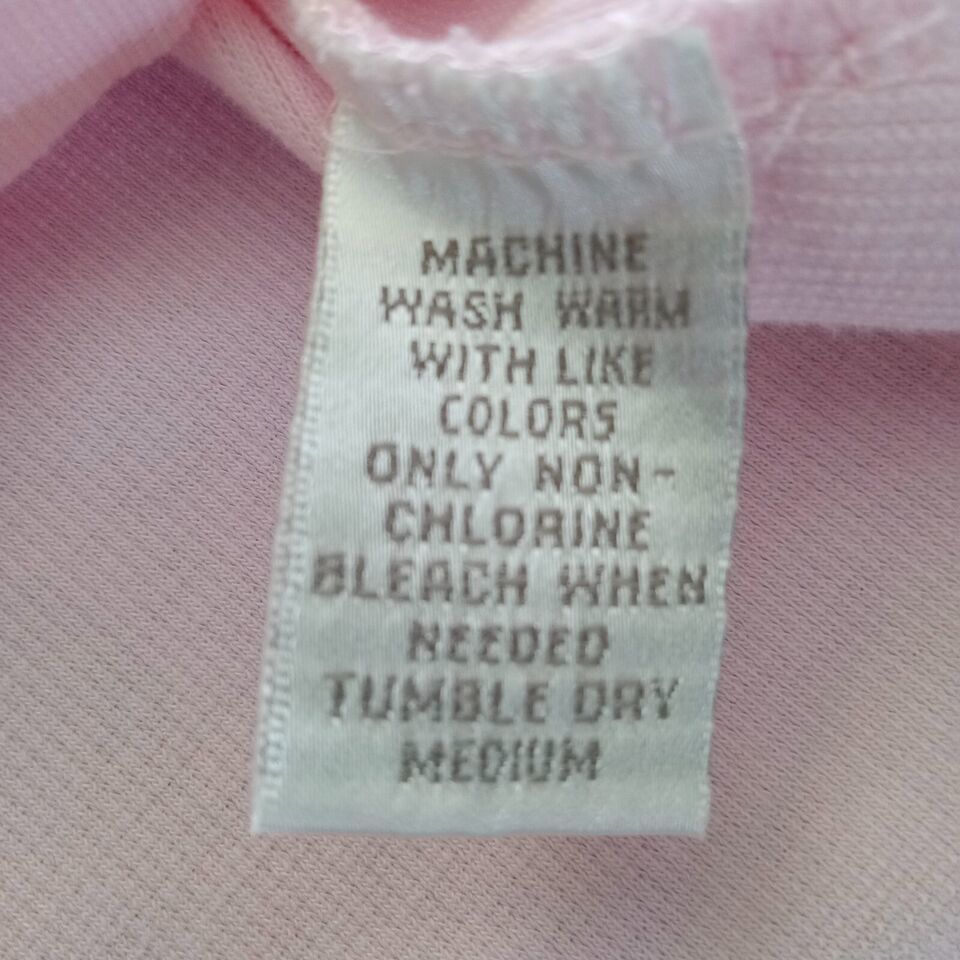 MACHINE
WASH WARM
WITH LIKE
COLORS
ONLY NON-
CHLORINE
BLEACH WHEN
NEEDED
TUMBLE DRY
MEDIUM